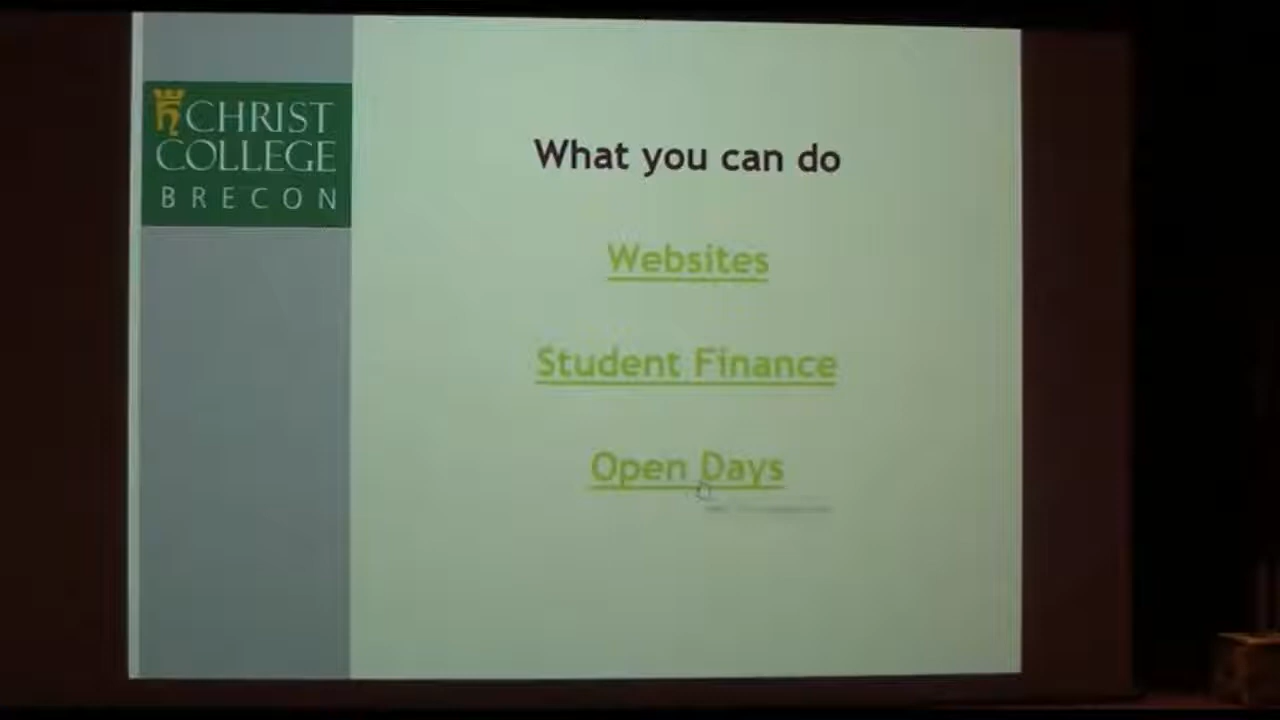 CHRIST
COLLEGE
BRECON
What you can do
Websites
Student Finance
Open Days